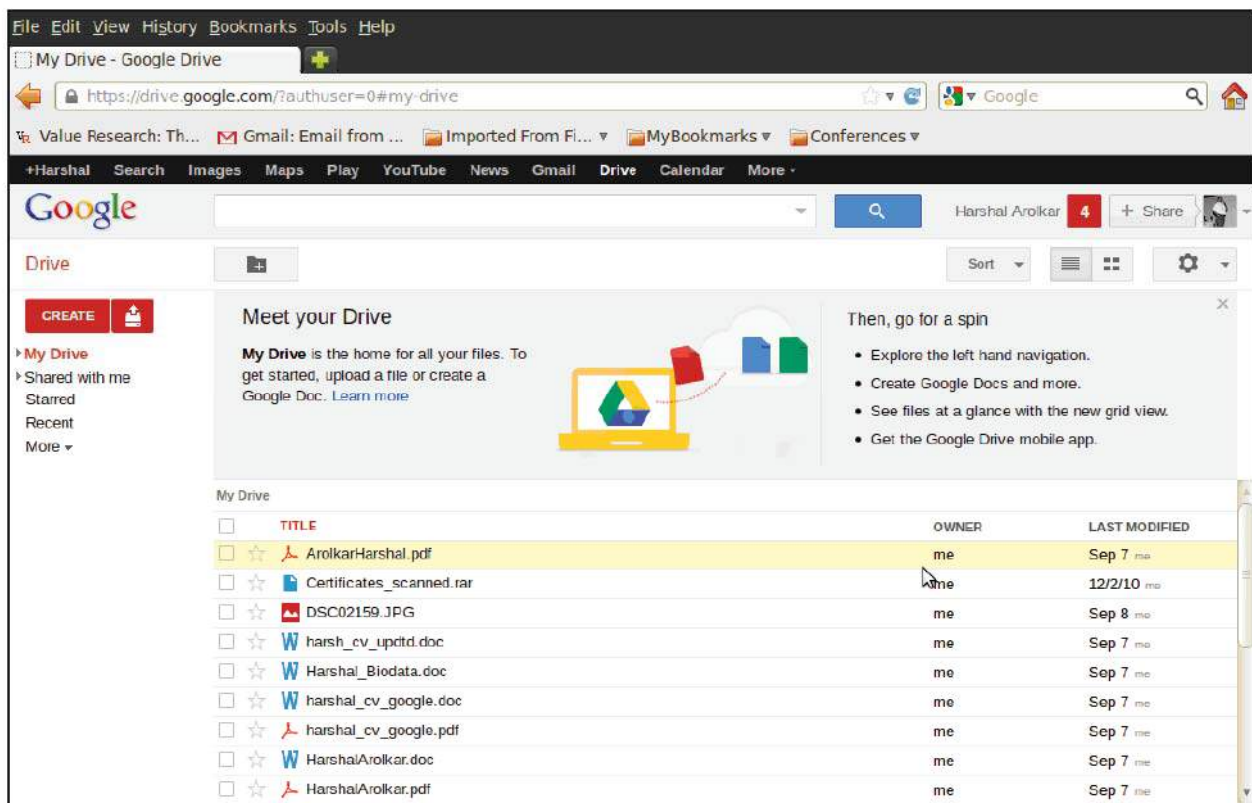 File Edit View History Bookmarks Tools Help
My Drive - Google Drive
https://drive.google.com/?authuser=0#my-drive
Google
Value Research: Th... Gmail: Email from ... Imported From Fi... MyBookmarks Conferences
+Harshal Search Images Maps Play YouTube News Gmail Drive Calendar More
Google
Harshal Arolkar 4 + Share
Drive
Sort
CREATE
My Drive
Shared with me
Starred
Recent
More
Meet your Drive
My Drive is the home for all your files. To
get started, upload a file or create a
Google Doc. Learn more
Then, go for a spin
• Explore the left hand navigation.
• Create Google Docs and more.
• See files at a glance with the new grid view.
• Get the Google Drive mobile app.
My Drive
TITLE OWNER LAST MODIFIED
ArolkarHarshal.pdf me Sep 7 me
Certificates_scanned.rar me 12/2/10 me
DSC02159.JPG me Sep 8 me
harsh_cv_updtd.doc me Sep 7 me
Harshal_Biodata.doc me Sep 7 me
harshal_cv_google.doc me Sep 7 me
harshal_cv_google.pdf me Sep 7 me
HarshalArolkar.doc me Sep 7 me
HarshalArolkar.pdf me Sep 7 me